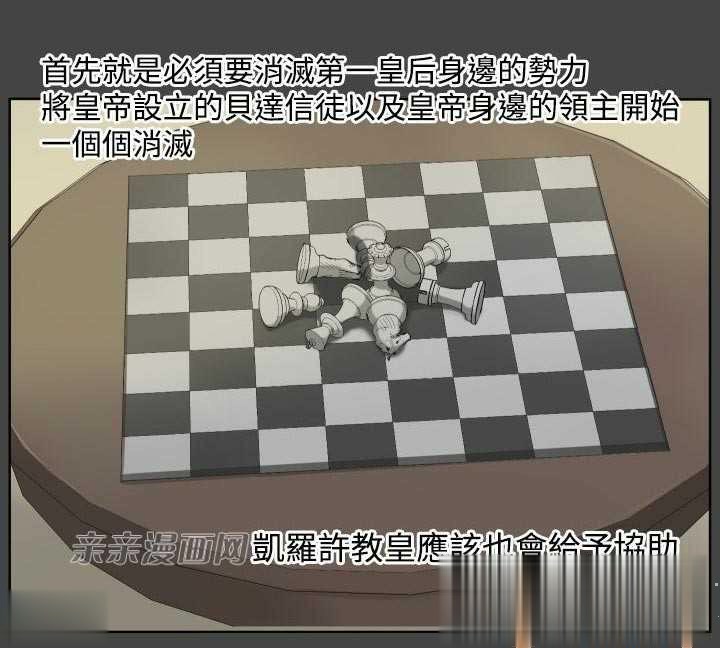 首先就是必須要消滅第一皇后身邊的勢力
將皇帝設立的貝達信徒以及皇帝身邊的領主開始
一個個消滅
亲亲漫画网
凱羅許教皇應該也會給予協助